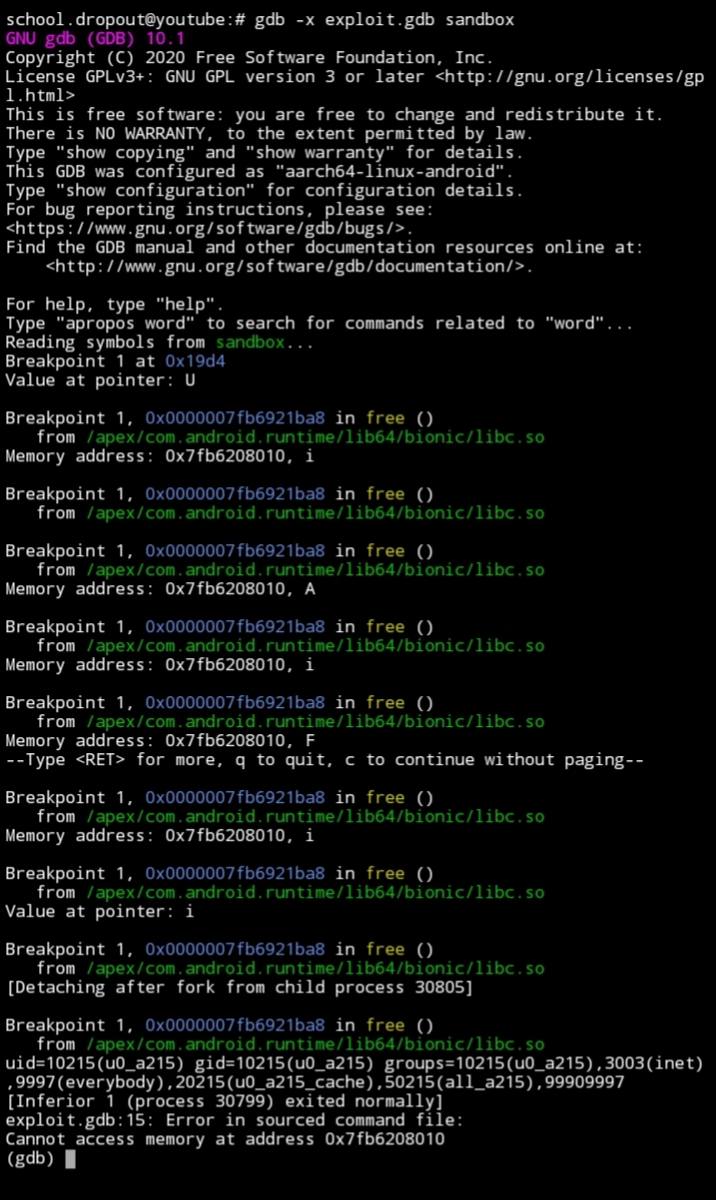 school.dropout@youtube:# gdb -x exploit.gdb sandbox
GNU gdb (GDB) 10.1
Copyright (C) 2020 Free Software Foundation, Inc.
License GPLv3+: GNU GPL version 3 or later <http://gnu.org/licenses/gp
l.html>
This is free software: you are free to change and redistribute it.
There is NO WARRANTY, to the extent permitted by law.
Type "show copying" and "show warranty" for details.
This GDB was configured as "aarch64-linux-android".
Type "show configuration" for configuration details.
For bug reporting instructions, please see:
<https://www.gnu.org/software/gdb/bugs/>.
Find the GDB manual and other documentation resources online at:
    <http://www.gnu.org/software/gdb/documentation/>.

For help, type "help".
Type "apropos word" to search for commands related to "word"...
Reading symbols from sandbox...
Breakpoint 1 at 0x19d4
Value at pointer: U

Breakpoint 1, 0x0000007fb6921ba8 in free ()
   from /apex/com.android.runtime/lib64/bionic/libc.so
Memory address: 0x7fb6208010, i

Breakpoint 1, 0x0000007fb6921ba8 in free ()
   from /apex/com.android.runtime/lib64/bionic/libc.so

Breakpoint 1, 0x0000007fb6921ba8 in free ()
   from /apex/com.android.runtime/lib64/bionic/libc.so
Memory address: 0x7fb6208010, A

Breakpoint 1, 0x0000007fb6921ba8 in free ()
   from /apex/com.android.runtime/lib64/bionic/libc.so
Memory address: 0x7fb6208010, i

Breakpoint 1, 0x0000007fb6921ba8 in free ()
   from /apex/com.android.runtime/lib64/bionic/libc.so
Memory address: 0x7fb6208010, F
--Type <RET> for more, q to quit, c to continue without paging--

Breakpoint 1, 0x0000007fb6921ba8 in free ()
   from /apex/com.android.runtime/lib64/bionic/libc.so
Memory address: 0x7fb6208010, i

Breakpoint 1, 0x0000007fb6921ba8 in free ()
   from /apex/com.android.runtime/lib64/bionic/libc.so
Value at pointer: i

Breakpoint 1, 0x0000007fb6921ba8 in free ()
   from /apex/com.android.runtime/lib64/bionic/libc.so
[Detaching after fork from child process 30805]

Breakpoint 1, 0x0000007fb6921ba8 in free ()
   from /apex/com.android.runtime/lib64/bionic/libc.so
uid=10215(u0_a215) gid=10215(u0_a215) groups=10215(u0_a215),3003(inet)
,9997(everybody),20215(u0_a215_cache),50215(all_a215),99909997
[Inferior 1 (process 30799) exited normally]
exploit.gdb:15: Error in sourced command file:
Cannot access memory at address 0x7fb6208010
(gdb)